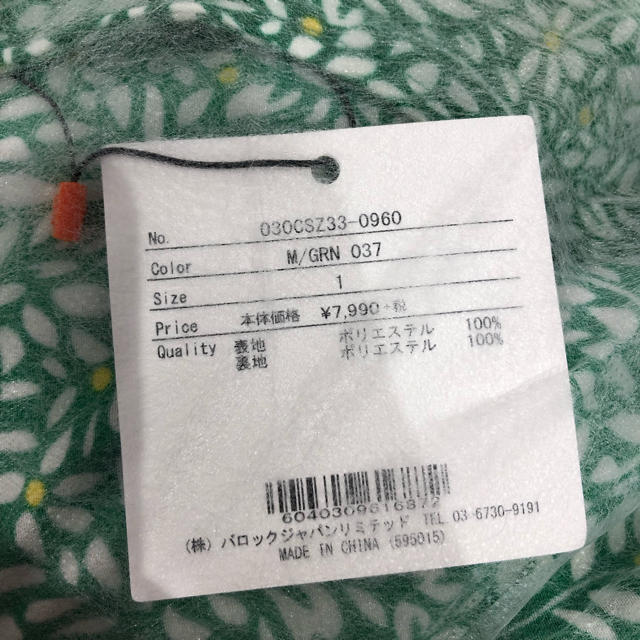 No. 030CSZ33-0960
Color M/GRN 037
Size 1
Price 本体価格 ¥7,990+税
Quality 表地 ポリエステル 100%
裏地 ポリエステル 100%
6040309616372
(株) バロックジャパンリミテッド TEL 03-6730-9191
MADE IN CHINA (595015)